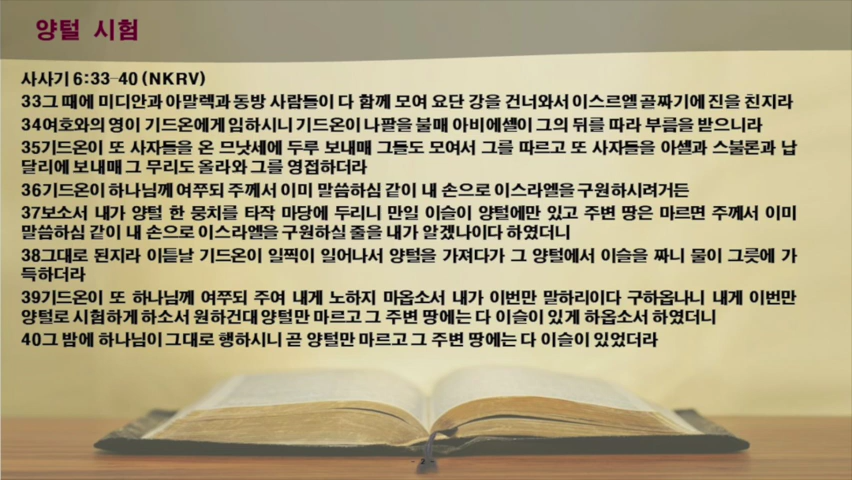 양털 시험
사사기 6:33-40 (NKRV)
33그 때에 미디안과 아말렉과 동방 사람들이 다 함께 모여 요단 강을 건너와서 이스르엘 골짜기에 진을 친지라
34여호와의 영이 기드온에게 임하시니 기드온이 나팔을 불매 아비에셀이 그의 뒤를 따라 부름을 받으니라
35기드온이 또 사자들을 온 므낫세에 두루 보내매 그들도 모여서 그를 따르고 또 사자들을 아셀과 스불론과 납
달리에 보내매 그 무리도 올라와 그를 영접하더라
36기드온이 하나님께 여쭈되 주께서 이미 말씀하심 같이 내 손으로 이스라엘을 구원하시려거든
37보소서 내가 양털 한 뭉치를 타작 마당에 두리니 만일 이슬이 양털에만 있고 주변 땅은 마르면 주께서 이미
말씀하심 같이 내 손으로 이스라엘을 구원하실 줄을 내가 알겠나이다 하였더니
38그대로 된지라 이튿날 기드온이 일찍이 일어나서 양털을 가져다가 그 양털에서 이슬을 짜니 물이 그릇에 가
득하더라
39기드온이 또 하나님께 여쭈되 주여 내게 노하지 마옵소서 내가 이번만 말하리이다 구하옵나니 내게 이번만
양털로 시험하게 하소서 원하건대 양털만 마르고 그 주변 땅에는 다 이슬이 있게 하옵소서 하였더니
40그 밤에 하나님이 그대로 행하시니 곧 양털만 마르고 그 주변 땅에는 다 이슬이 있었더라